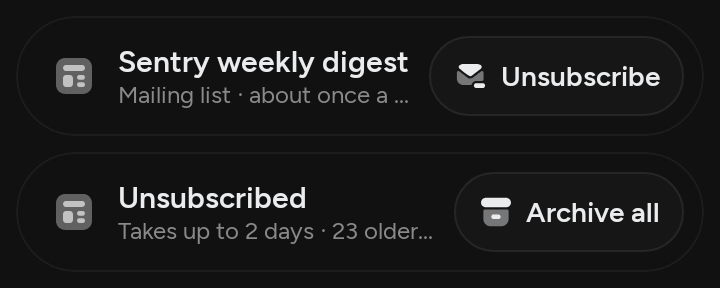 Sentry weekly digest
Mailing list · about once a ...
Unsubscribe
Unsubscribed
Takes up to 2 days · 23 older...
Archive all